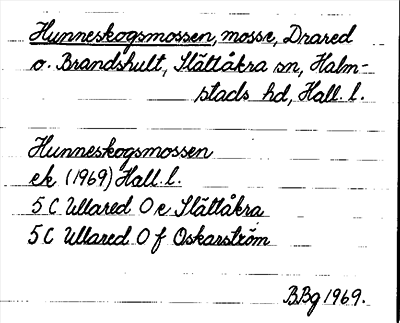 Hunneskogsmossen, mosse, Drared
o. Brandshult, Slättåkra sn, Halm-
stads hd, Hall. l.
Hunneskogsmossen
ek (1969) Hall. l.
5 C Ullared 0 e Slättåkra
5 C Ullared 0 f Oskarström
BBg 1969.